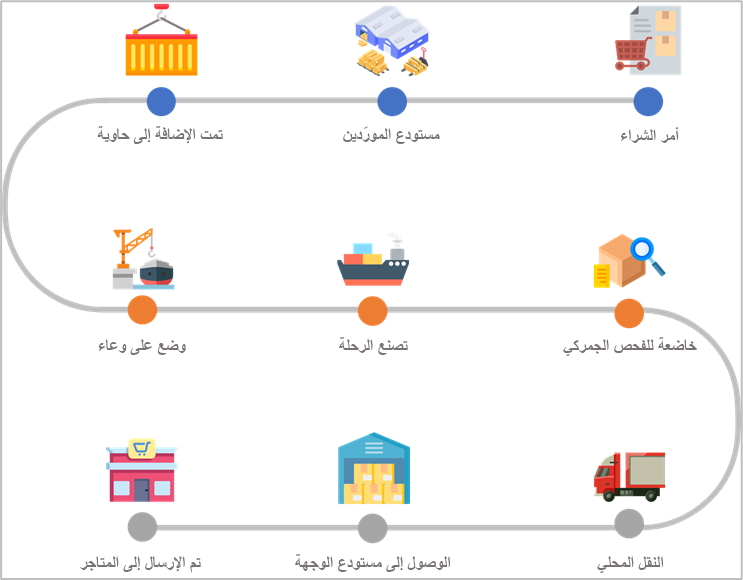 أمر الشراء
مستودع المورّدين
تمت الإضافة إلى حاوية
وضع على وعاء
تصنع الرحلة
خاضعة للفحص الجمركي
النقل المحلي
الوصول إلى مستودع الوجهة
تم الإرسال إلى المتاجر